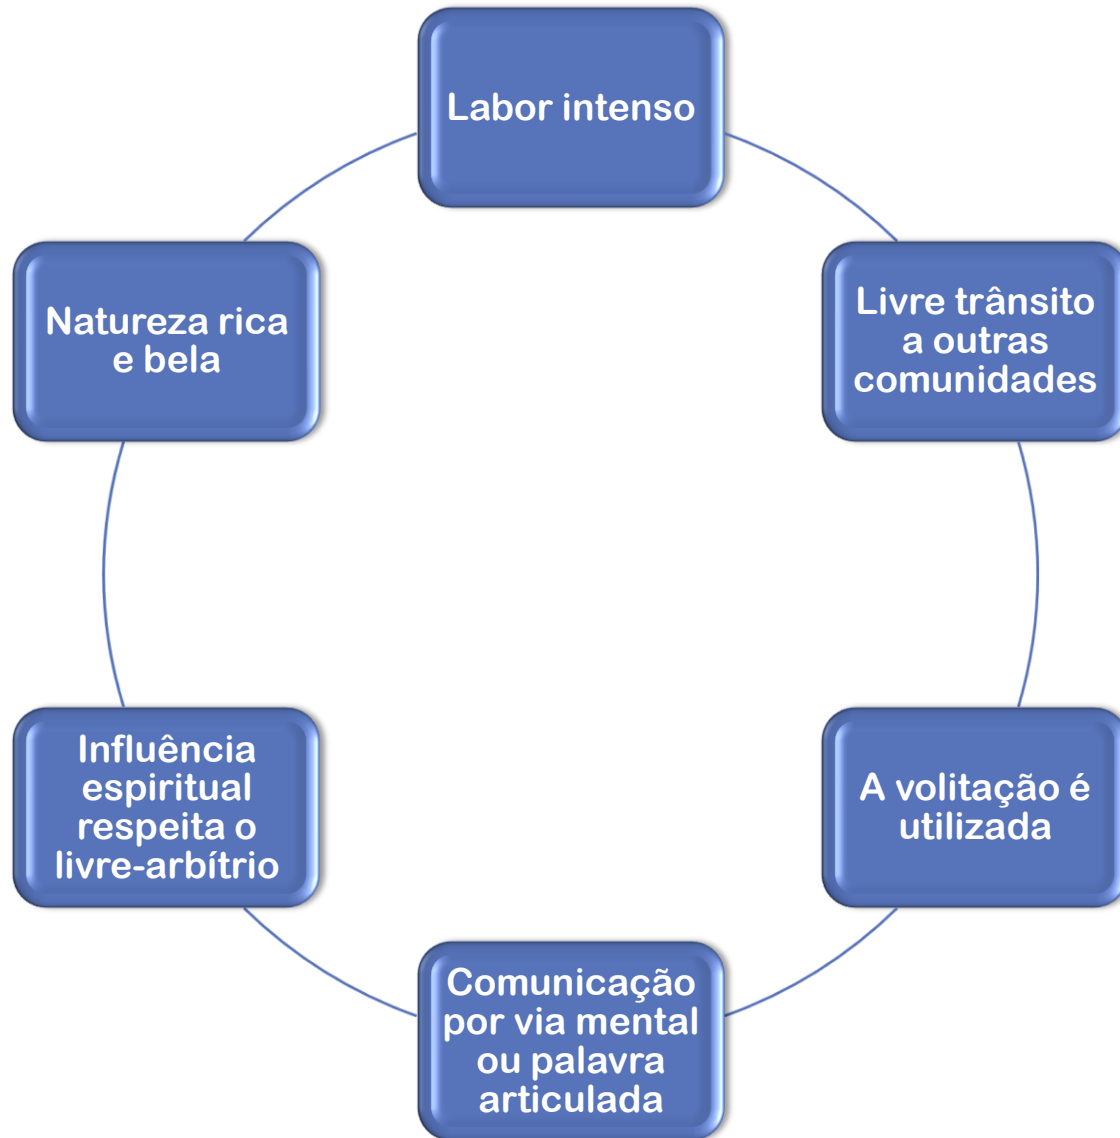 Labor intenso
Livre trânsito
a outras
comunidades
A volitação é
utilizada
Comunicação
por via mental
ou palavra
articulada
Influência
espiritual
respeita o
livre-arbítrio
Natureza rica
e bela